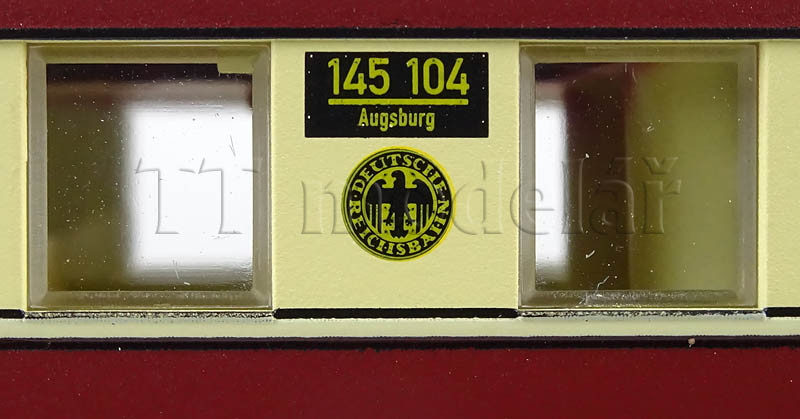 145 104
Augsburg
DEUTSCHE
REICHSBAHN
TT modelář